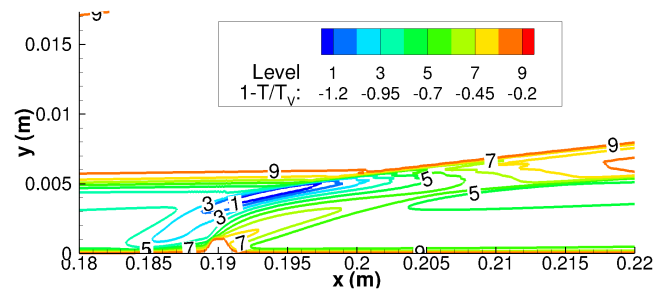 9
0.015
Level 1 3 5 7 9
1-T/TV: -1.2 -0.95 -0.7 -0.45 -0.2
0.01
y (m)
9 7 9
0.005 3 1 5 5
3
0 5 7 7 9
0.18 0.185 0.19 0.195 0.2 0.205 0.21 0.215 0.22
x (m)